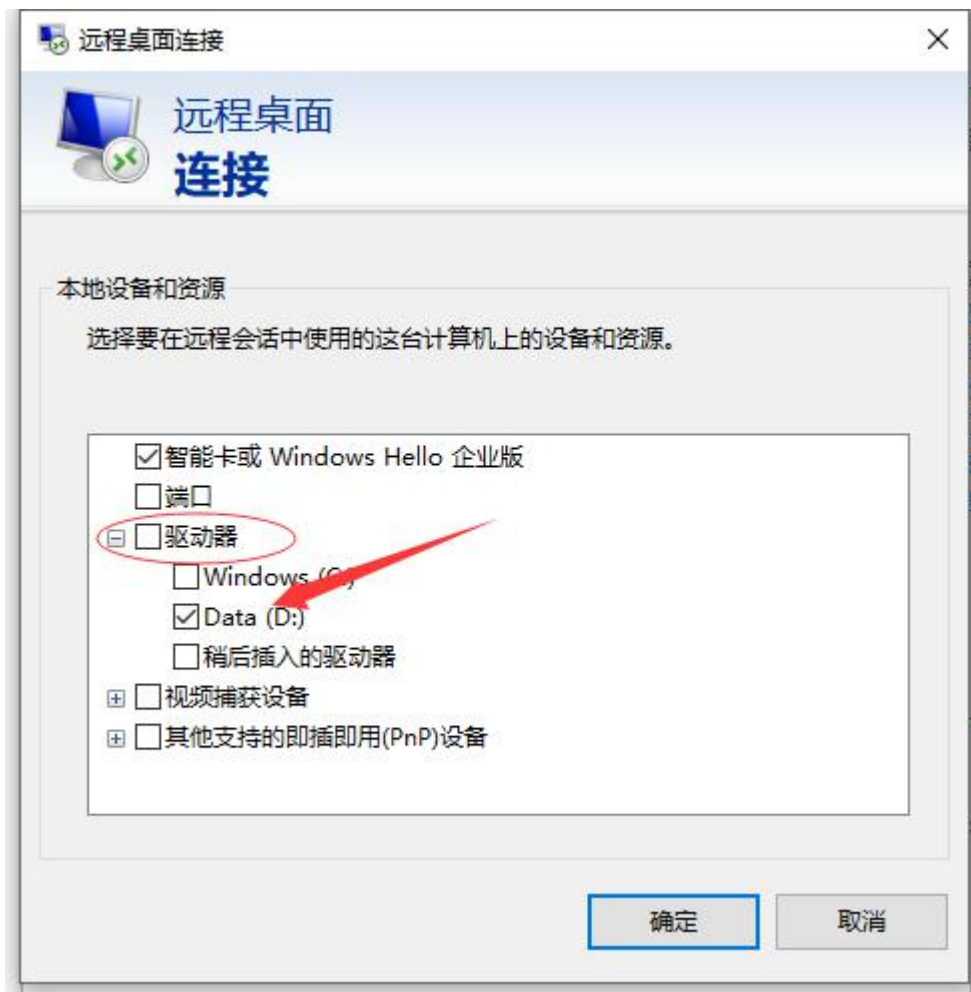 远程桌面连接
远程桌面
连接
本地设备和资源
选择要在远程会话中使用的这台计算机上的设备和资源。
智能卡或 Windows Hello 企业版
端口
驱动器
Windows
Data (D:)
稍后插入的驱动器
视频捕获设备
其他支持的即插即用(PnP)设备
确定
取消